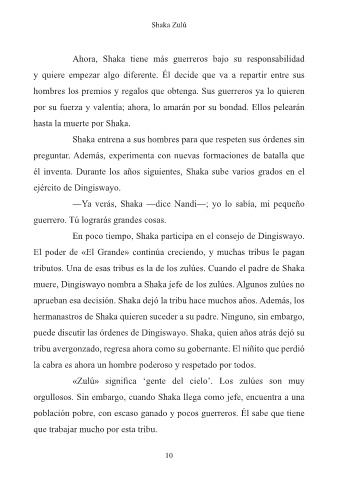 Shaka Zulú
Ahora, Shaka tiene más guerreros bajo su responsabilidad
y quiere empezar algo diferente. Él decide que va a repartir entre sus
hombres los premios y regalos que obtenga. Sus guerreros ya lo quieren
por su fuerza y valentía; ahora, lo amarán por su bondad. Ellos pelearán
hasta la muerte por Shaka.
Shaka entrena a sus hombres para que respeten sus órdenes sin
preguntar. Además, experimenta con nuevas formaciones de batalla que
él inventa. Durante los años siguientes, Shaka sube varios grados en el
ejército de Dingiswayo.
—Ya verás, Shaka —dice Nandi—; yo lo sabía, mi pequeño
guerrero. Tú lograrás grandes cosas.
En poco tiempo, Shaka participa en el consejo de Dingiswayo.
El poder de «El Grande» continúa creciendo, y muchas tribus le pagan
tributos. Una de esas tribus es la de los zulúes. Cuando el padre de Shaka
muere, Dingiswayo nombra a Shaka jefe de los zulúes. Algunos zulúes no
aprueban esa decisión. Shaka dejó la tribu hace muchos años. Además, los
hermanastros de Shaka quieren suceder a su padre. Ninguno, sin embargo,
puede discutir las órdenes de Dingiswayo. Shaka, quien años atrás dejó su
tribu avergonzado, regresa ahora como su gobernante. El niñito que perdió
la cabra es ahora un hombre poderoso y respetado por todos.
«Zulú» significa ‘gente del cielo’. Los zulúes son muy
orgullosos. Sin embargo, cuando Shaka llega como jefe, encuentra a una
población pobre, con escaso ganado y pocos guerreros. Él sabe que tiene
que trabajar mucho por esta tribu.
10